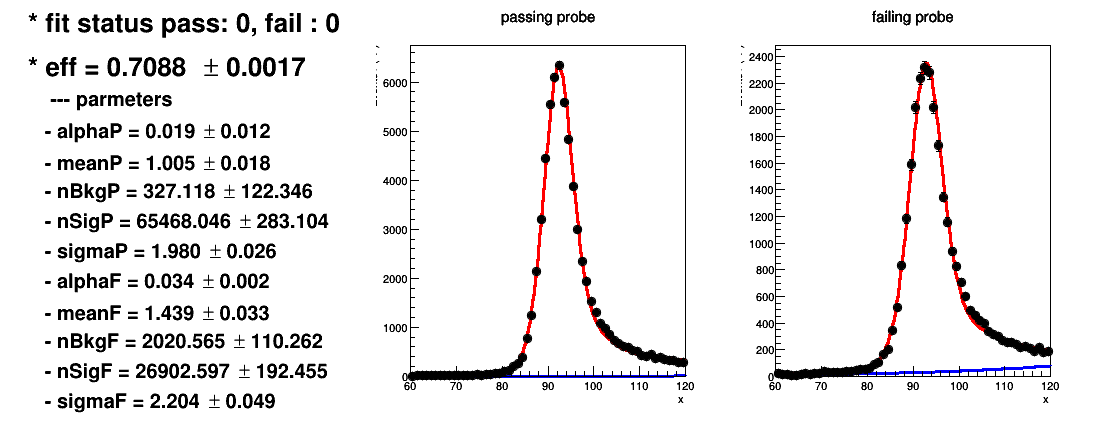 * fit status pass: 0, fail : 0
* eff = 0.7088 ± 0.0017
--- parmeters
- alphaP = 0.019 ± 0.012
- meanP = 1.005 ± 0.018
- nBkgP = 327.118 ± 122.346
- nSigP = 65468.046 ± 283.104
- sigmaP = 1.980 ± 0.026
- alphaF = 0.034 ± 0.002
- meanF = 1.439 ± 0.033
- nBkgF = 2020.565 ± 110.262
- nSigF = 26902.597 ± 192.455
- sigmaF = 2.204 ± 0.049
passing probe
6000
5000
4000
3000
2000
1000
0
60 70 80 90 100 110 120
x
failing probe
2400
2200
2000
1800
1600
1400
1200
1000
800
600
400
200
0
60 70 80 90 100 110 120
x